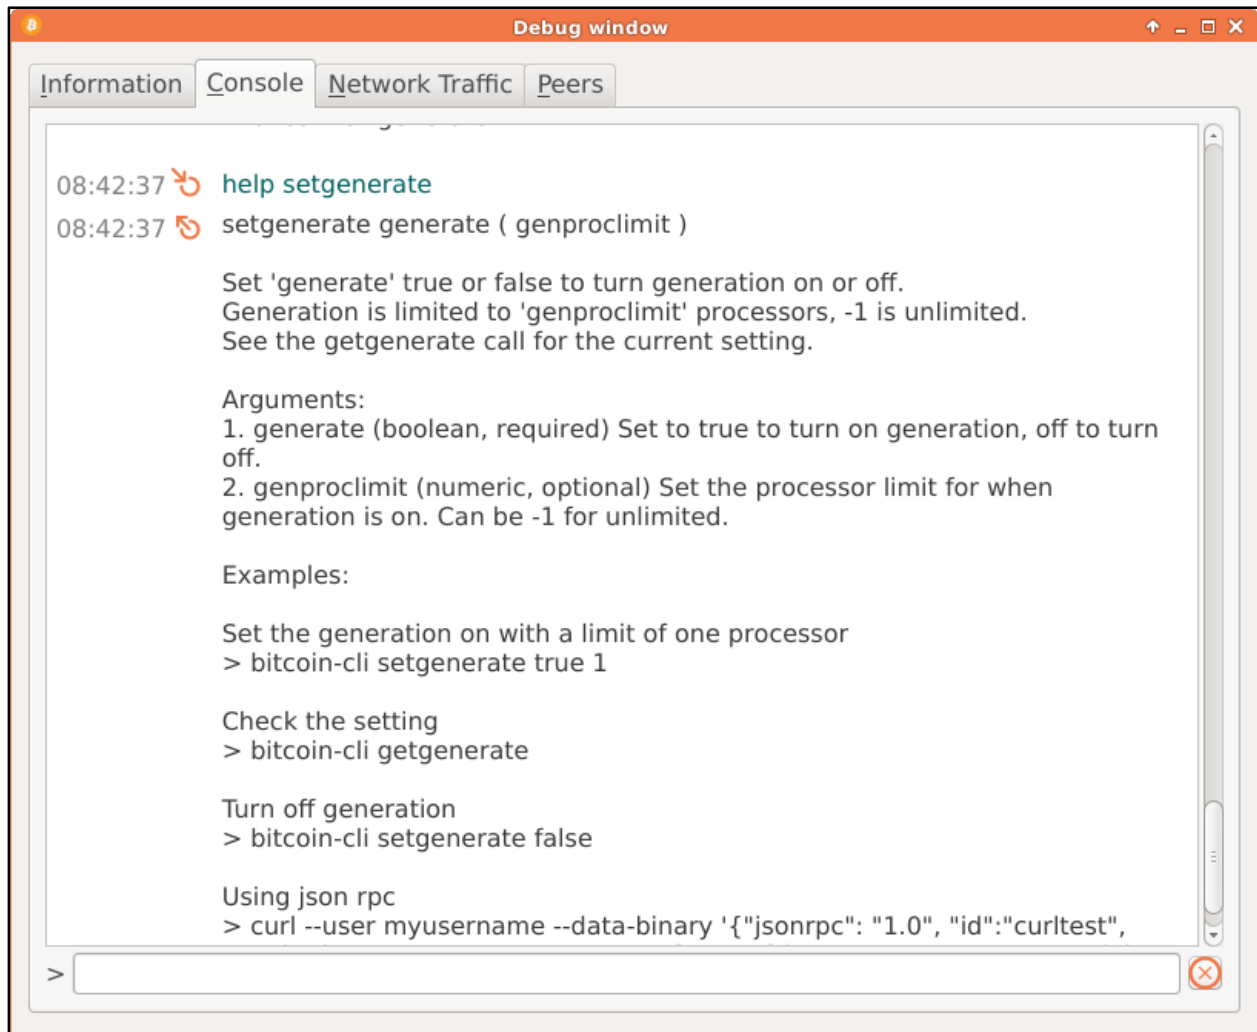 Debug window
Information Console Network Traffic Peers
08:42:37 help setgenerate
08:42:37 setgenerate generate ( genproclimit )
Set 'generate' true or false to turn generation on or off.
Generation is limited to 'genproclimit' processors, -1 is unlimited.
See the getgenerate call for the current setting.
Arguments:
1. generate (boolean, required) Set to true to turn on generation, off to turn
off.
2. genproclimit (numeric, optional) Set the processor limit for when
generation is on. Can be -1 for unlimited.
Examples:
Set the generation on with a limit of one processor
> bitcoin-cli setgenerate true 1
Check the setting
> bitcoin-cli getgenerate
Turn off generation
> bitcoin-cli setgenerate false
Using json rpc
> curl --user myusername --data-binary '{"jsonrpc": "1.0", "id":"curltest",
>